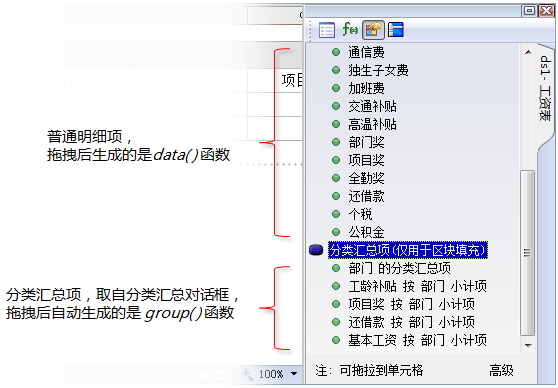 f(x)
通信费
独生子女费
项目
加班费
交通补贴
高温补贴
普通明细项，
拖拽后生成的是data()函数
部门奖
项目奖
全勤奖
还借款
个税
公积金
分类汇总项(仅用于区块填充)
部门 的分类汇总项
分类汇总项，取自分类汇总对话框，
拖拽后自动生成的是 group()函数
工龄补贴 按 部门 小计项
项目奖 按 部门 小计项
还借款 按 部门 小计项
基本工资 按 部门 小计项
100%
注：可拖拉到单元格
高级
ds1-工资表